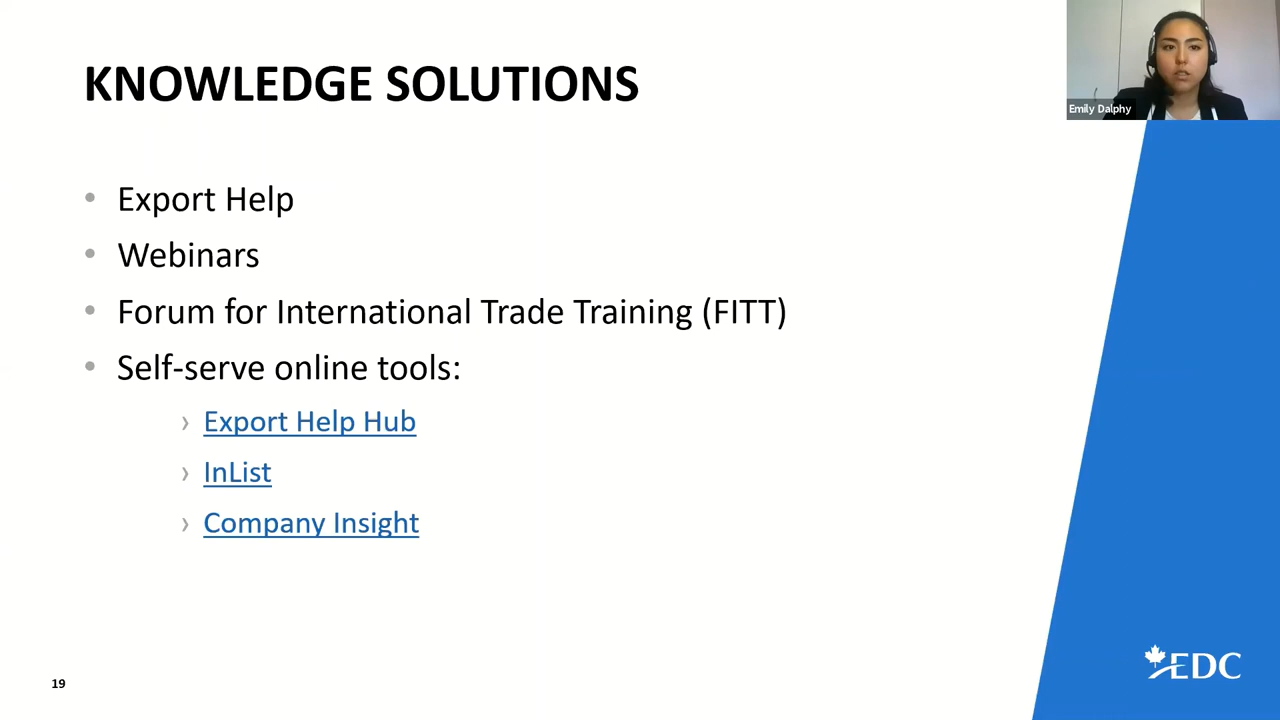 KNOWLEDGE SOLUTIONS
Emily Dalphy
• Export Help
• Webinars
• Forum for International Trade Training (FITT)
• Self-serve online tools:
› Export Help Hub
› InList
› Company Insight
19
EDC